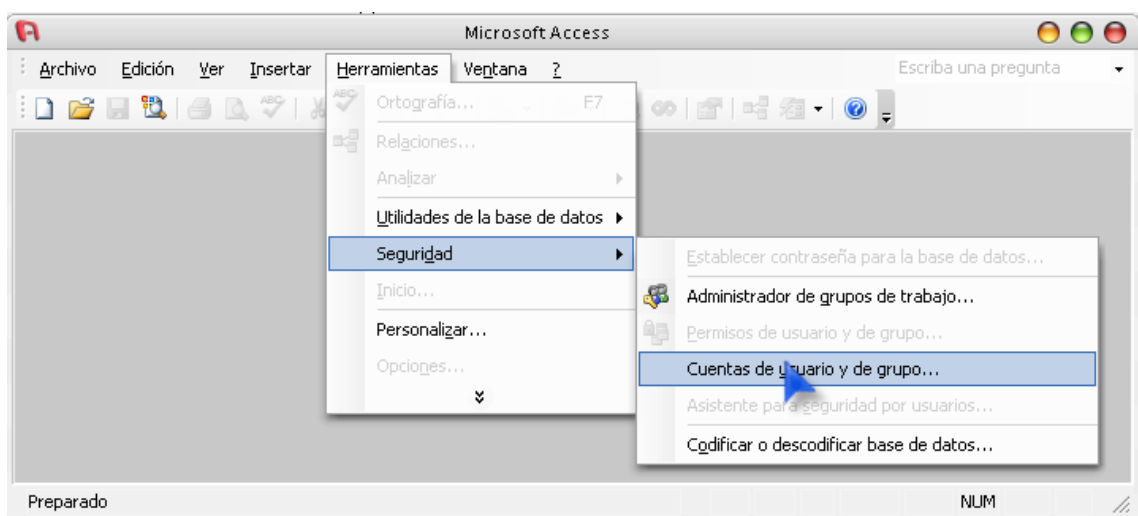 Microsoft Access
Archivo Edición Ver Insertar Herramientas Ventana ? Escriba una pregunta
ABC ABC Ortografía... F7
Relaciones...
Analizar
Utilidades de la base de datos
Seguridad
Establecer contraseña para la base de datos...
Inicio...
Administrador de grupos de trabajo...
Personalizar...
Permisos de usuario y de grupo...
Opciones...
Cuentas de usuario y de grupo...
Asistente para seguridad por usuarios...
Codificar o descodificar base de datos...
Preparado NUM